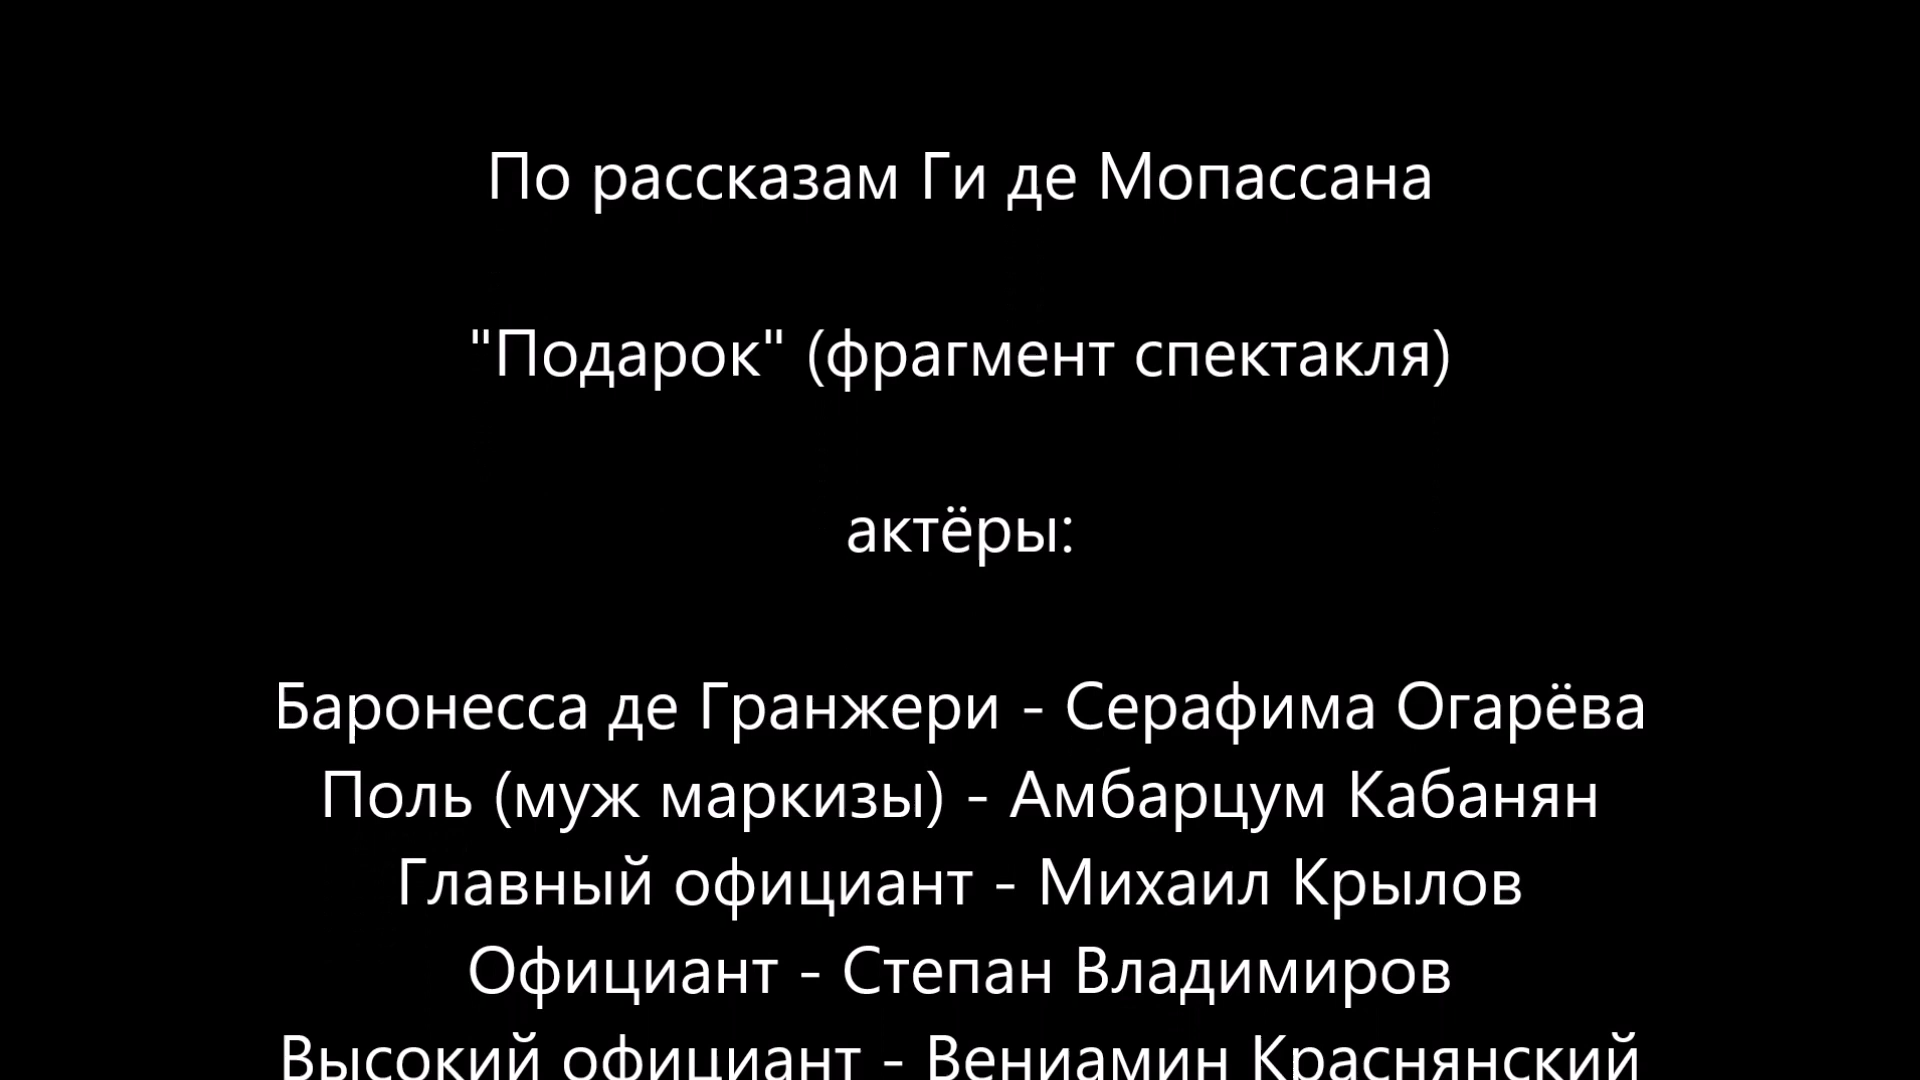 По рассказам Ги де Мопассана
"Подарок" (фрагмент спектакля)
актёры:
Баронесса де Гранжери - Серафима Огарёва
Поль (муж маркизы) - Амбарцум Кабанян
Главный официант - Михаил Крылов
Официант - Степан Владимиров
Высокий официант - Вениамин Краснянский